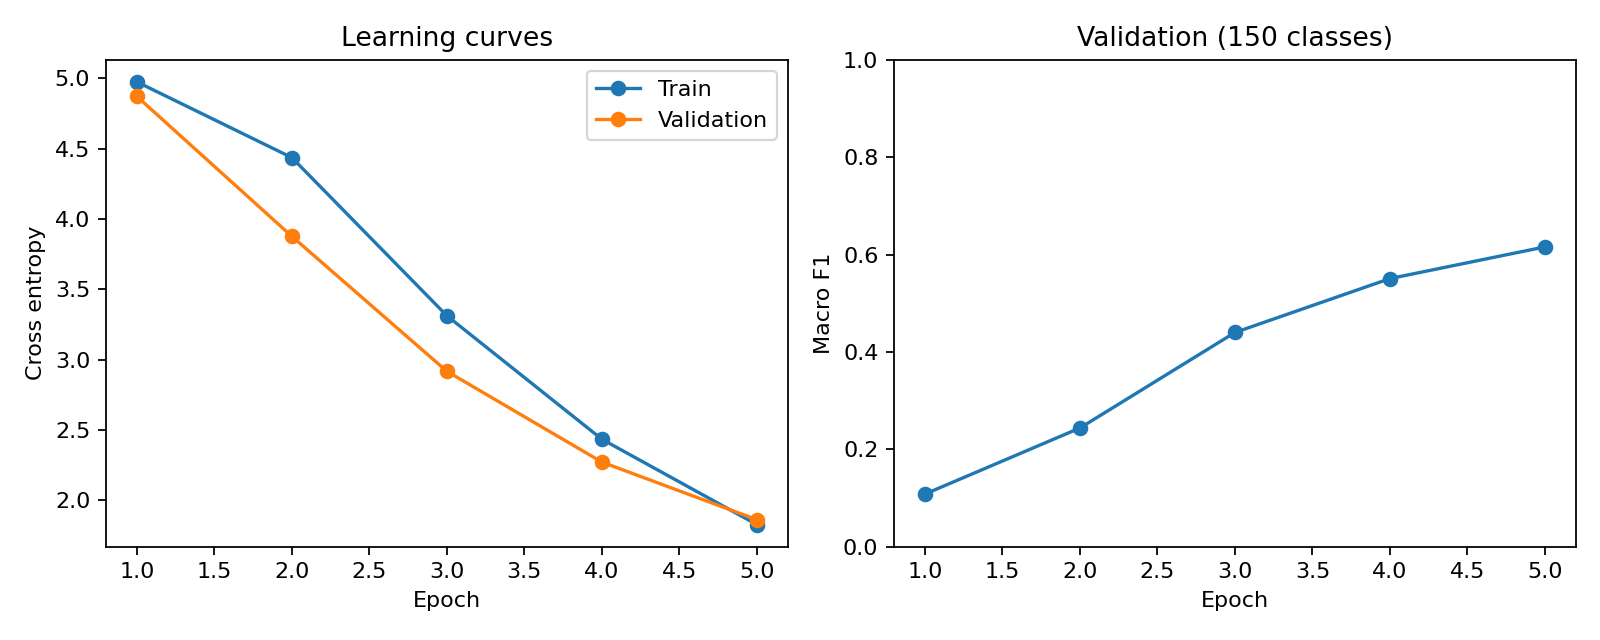 Learning curves
Cross entropy
5.0
4.5
4.0
3.5
3.0
2.5
2.0
Train
Validation
1.0 1.5 2.0 2.5 3.0 3.5 4.0 4.5 5.0
Epoch
Validation (150 classes)
Macro F1
1.0
0.8
0.6
0.4
0.2
0.0
1.0 1.5 2.0 2.5 3.0 3.5 4.0 4.5 5.0
Epoch